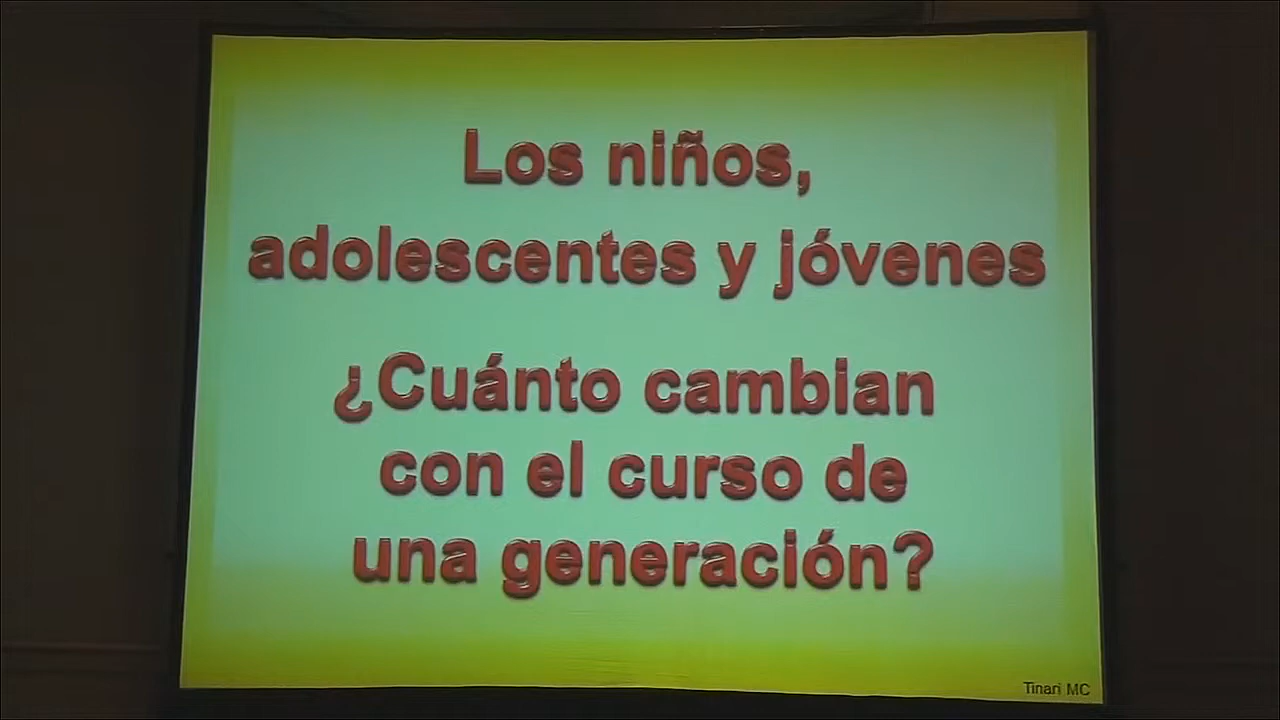 Los niños,
adolescentes y jóvenes
¿Cuánto cambian
con el curso de
una generación?
Tinari MC